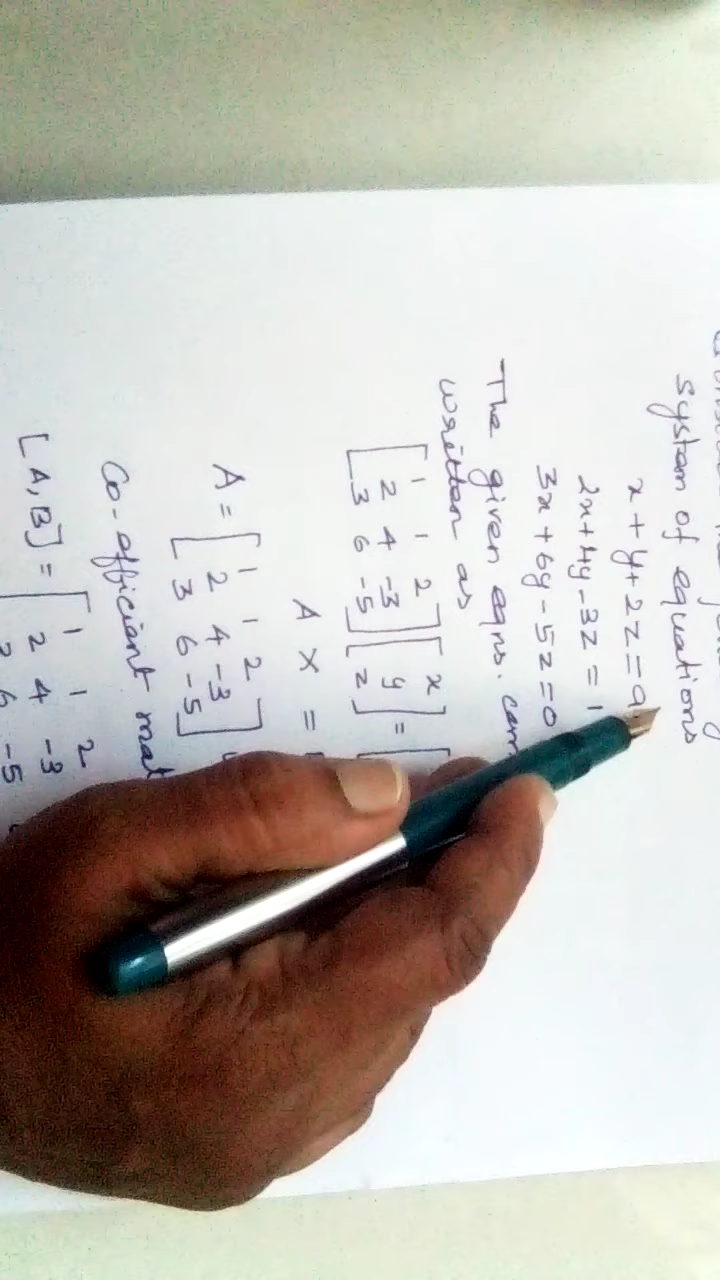 system of equations
x + y + 2z = 9
2x + 4y - 3z = 1
3x + 6y - 5z = 0
The given eqns. can
written as
[1 1 2
2 4 -3
3 6 -5] [x
y
z] = [
A X =
A = [1 1 2
2 4 -3
3 6 -5]
Co-efficient mat
[A, B] = [1 1 2
2 4 -3
3 6 -5